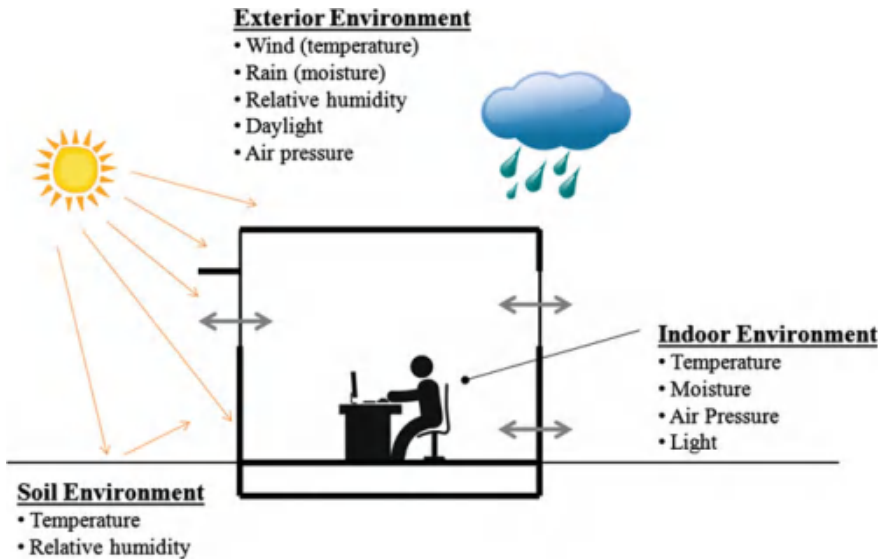 Exterior Environment
• Wind (temperature)
• Rain (moisture)
• Relative humidity
• Daylight
• Air pressure
Indoor Environment
• Temperature
• Moisture
• Air Pressure
• Light
Soil Environment
• Temperature
• Relative humidity